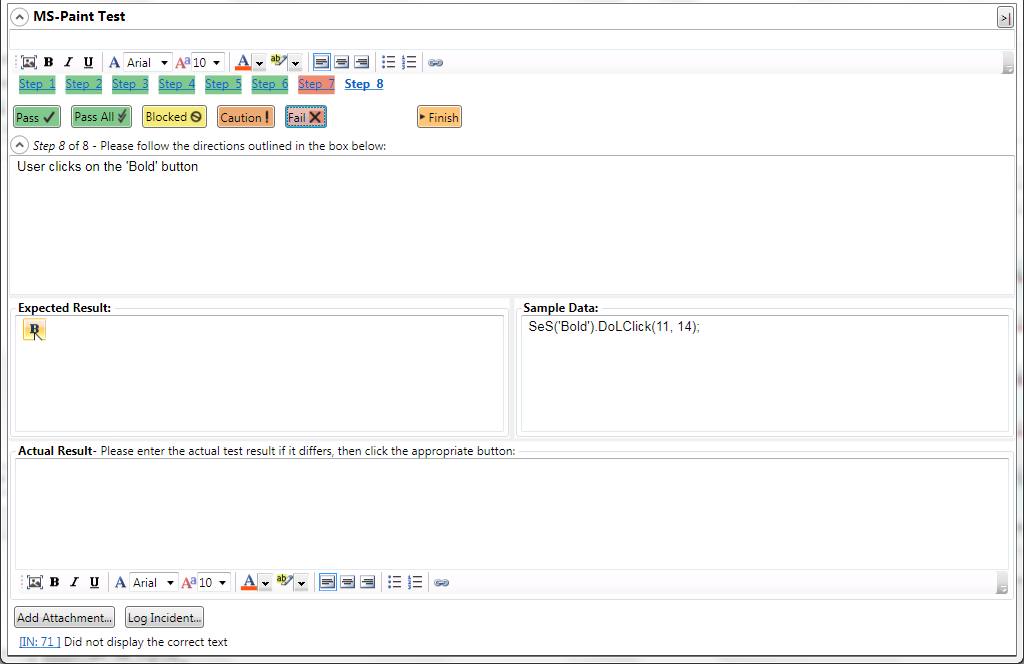 MS-Paint Test
>|
B I U A Arial Aa 10 A ab
Step 1 Step 2 Step 3 Step 4 Step 5 Step 6 Step 7 Step 8
Pass Pass All Blocked Caution ! Fail Finish
Step 8 of 8 - Please follow the directions outlined in the box below:
User clicks on the 'Bold' button
Expected Result: Sample Data:
B SeS('Bold').DoLClick(11, 14);
Actual Result- Please enter the actual test result if it differs, then click the appropriate button:
B I U A Arial Aa 10 A ab
Add Attachment... Log Incident...
[IN: 71 ] Did not display the correct text